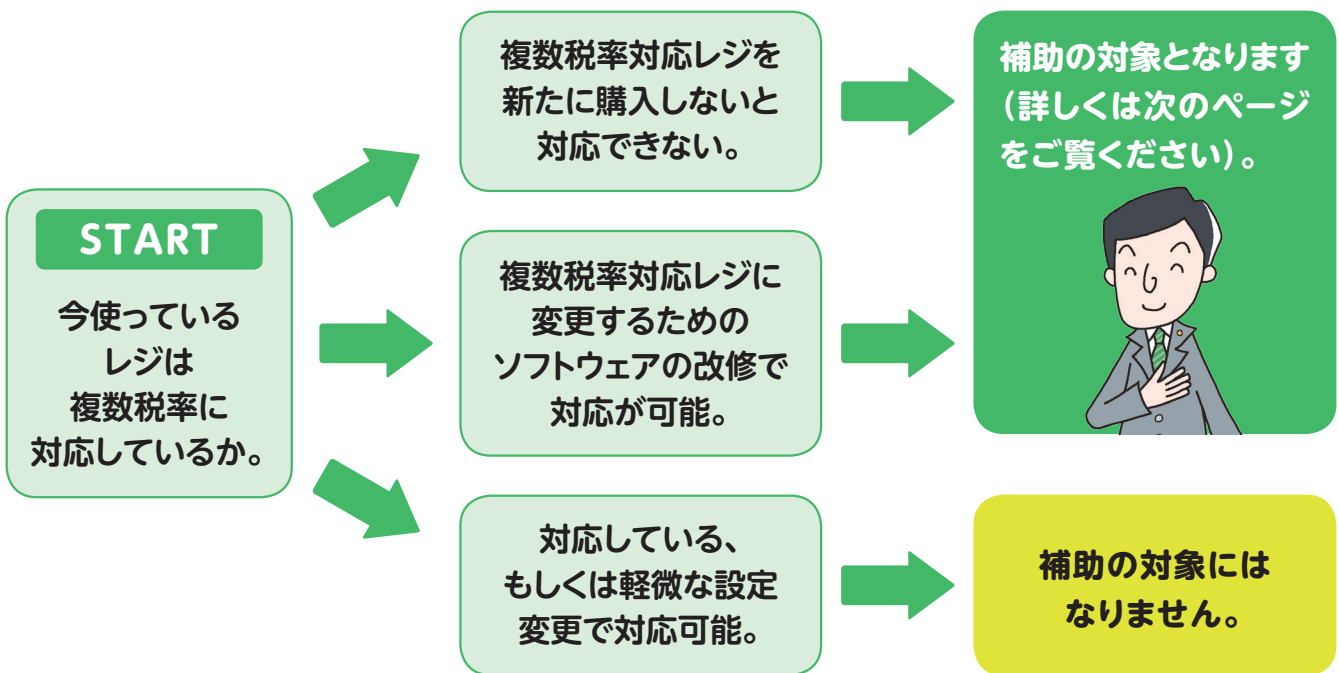 START
今使っている
レジは
複数税率に
対応しているか。
複数税率対応レジを
新たに購入しないと
対応できない。
複数税率対応レジに
変更するための
ソフトウェアの改修で
対応が可能。
対応している、
もしくは軽微な設定
変更で対応可能。
補助の対象となります
(詳しくは次のページ
をご覧ください)。
補助の対象には
なりません。